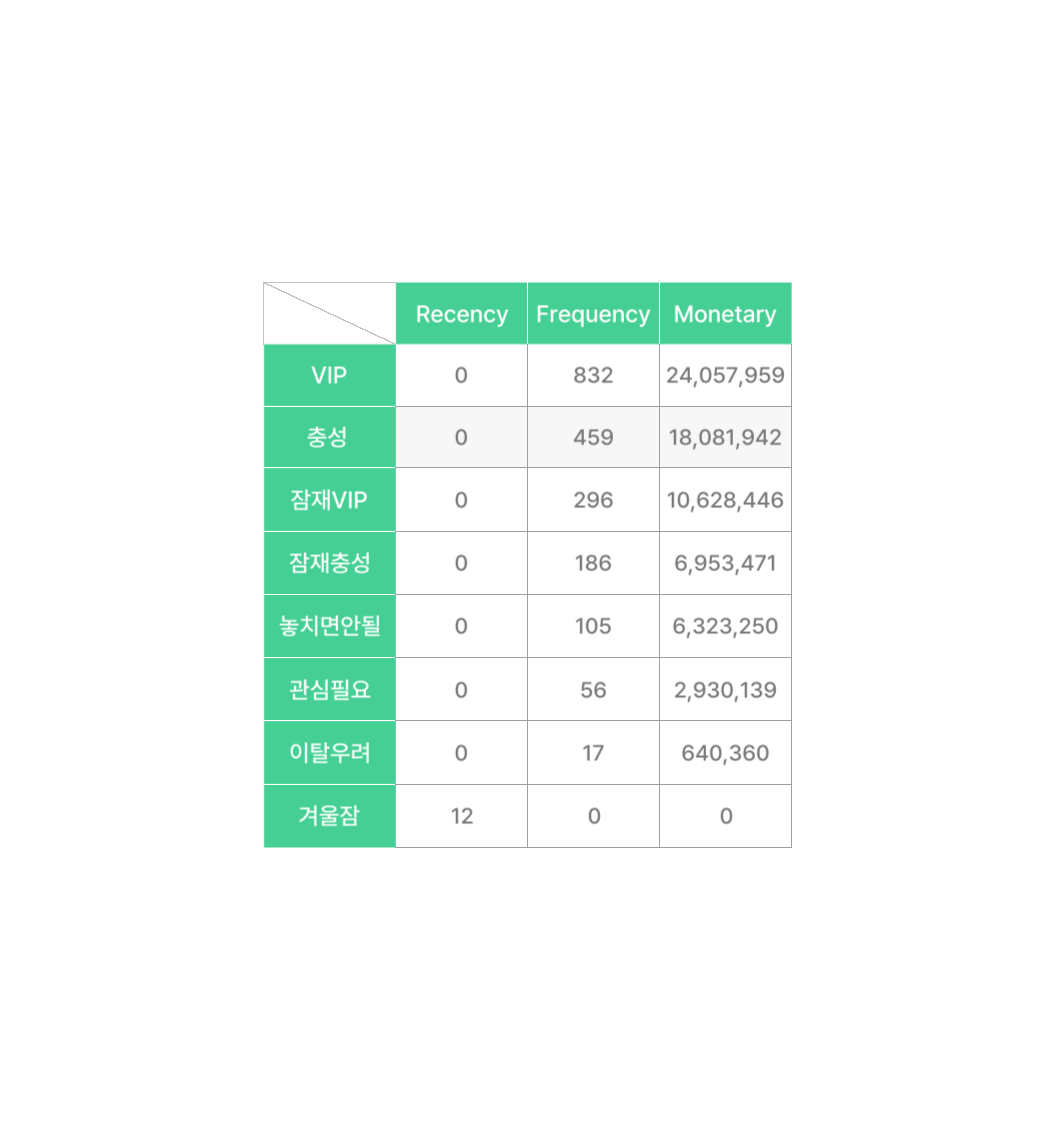 Recency Frequency Monetary
VIP 0 832 24,057,959
충성 0 459 18,081,942
잠재VIP 0 296 10,628,446
잠재충성 0 186 6,953,471
놓치면안될 0 105 6,323,250
관심필요 0 56 2,930,139
이탈우려 0 17 640,360
겨울잠 12 0 0